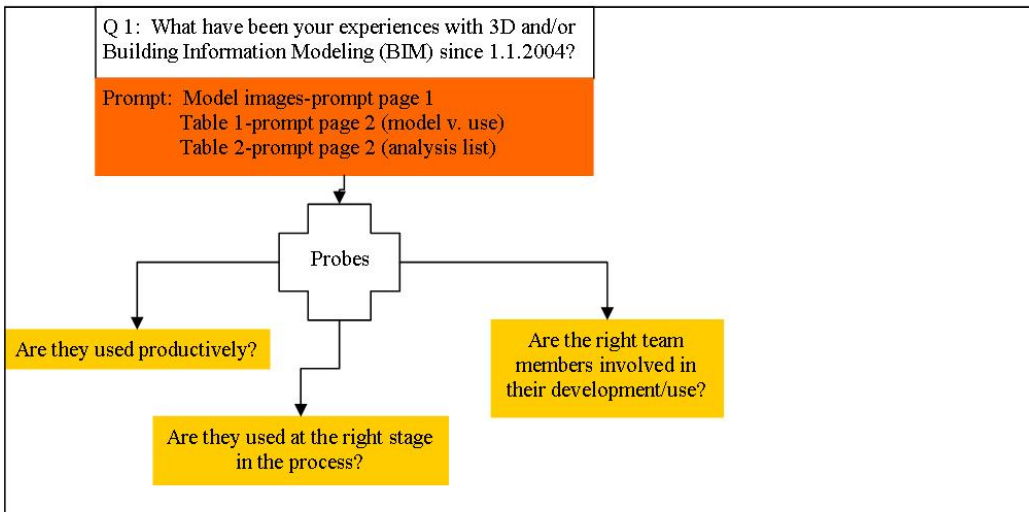 Q 1:  What have been your experiences with 3D and/or
Building Information Modeling (BIM) since 1.1.2004?
Prompt:  Model images-prompt page 1
Table 1-prompt page 2 (model v. use)
Table 2-prompt page 2 (analysis list)
Probes
Are they used productively?
Are the right team
members involved in
their development/use?
Are they used at the right stage
in the process?